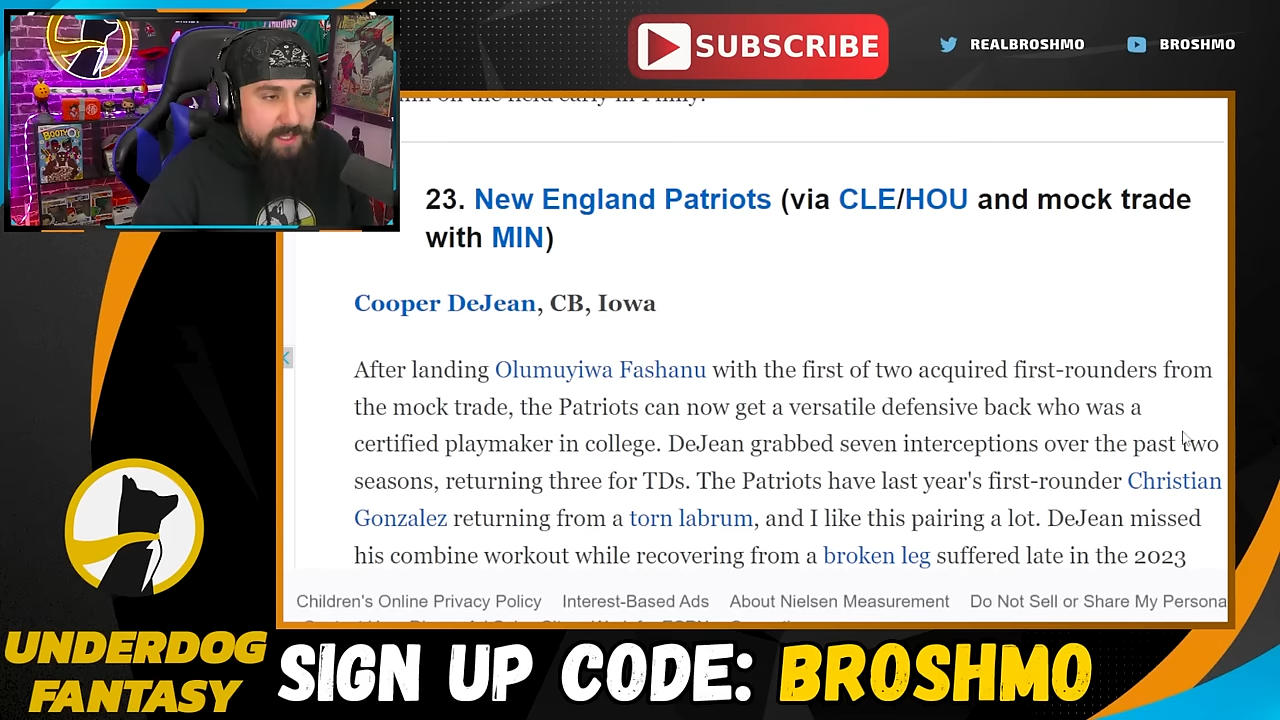 SUBSCRIBE
REALBROSHMO
BROSHMO
BOOTYO
23. New England Patriots (via CLE/HOU and mock trade
with MIN)
Cooper DeJean, CB, Iowa
After landing Olumuyiwa Fashanu with the first of two acquired first-rounders from
the mock trade, the Patriots can now get a versatile defensive back who was a
certified playmaker in college. DeJean grabbed seven interceptions over the past two
seasons, returning three for TDs. The Patriots have last year's first-rounder Christian
Gonzalez returning from a torn labrum, and I like this pairing a lot. DeJean missed
his combine workout while recovering from a broken leg suffered late in the 2023
Children's Online Privacy Policy
Interest-Based Ads
About Nielsen Measurement
Do Not Sell or Share My Persona
UNDERDOG
FANTASY
SIGN UP CODE: BROSHMO